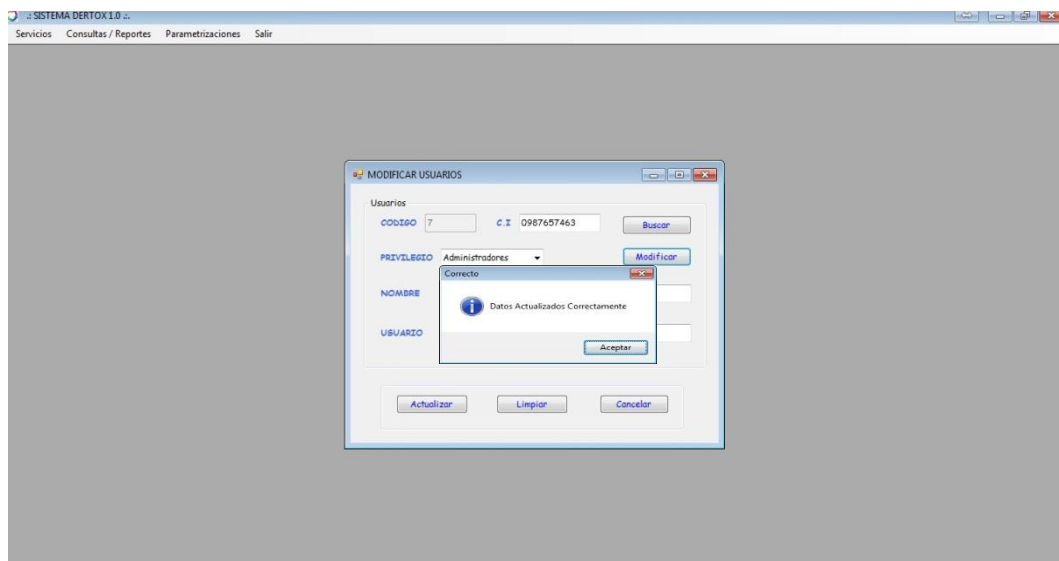 .: SISTEMA DERTOX 1.0 :.
Servicios Consultas / Reportes Parametrizaciones Salir
MODIFICAR USUARIOS
Usuarios
CODIGO 7 C.I 0987657463 Buscar
PRIVILEGIO Administradores Modificar
Correcto
NOMBRE
Datos Actualizados Correctamente
USUARIO
Aceptar
Actualizar Limpiar Cancelar